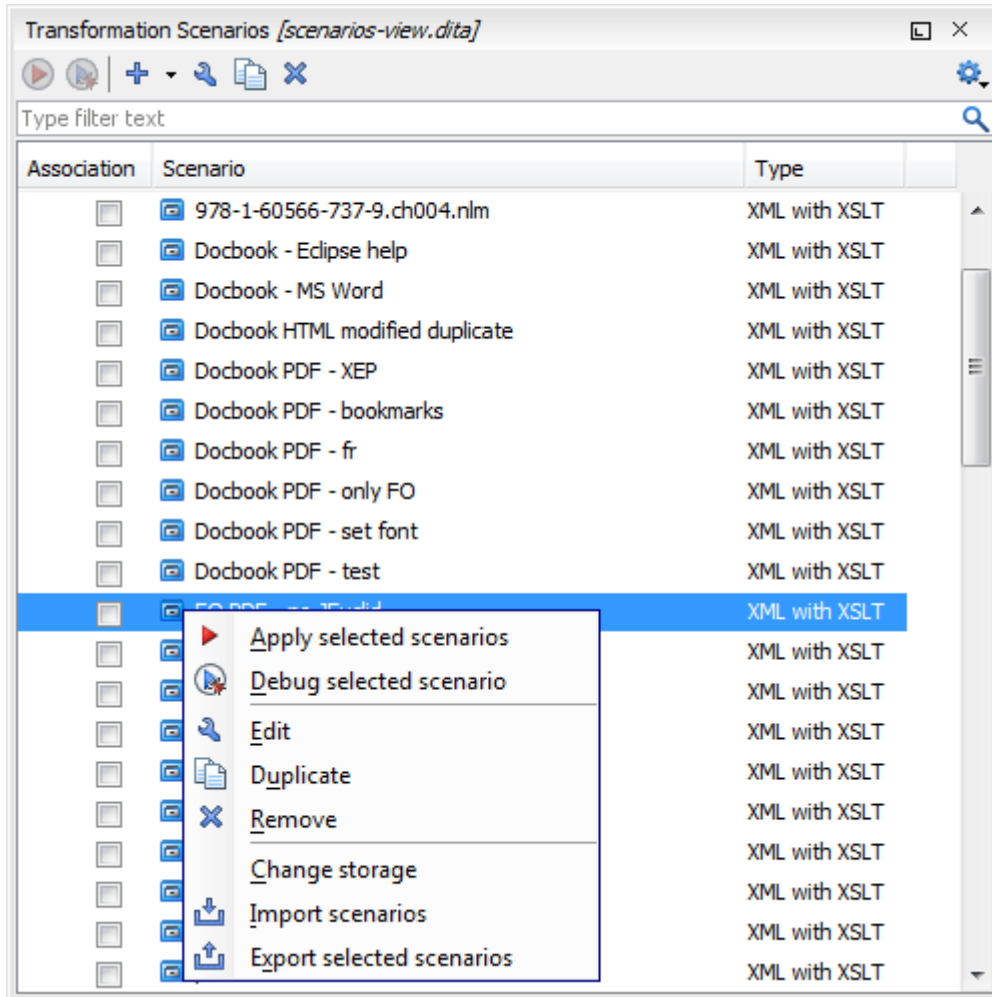 Transformation Scenarios [scenarios-view.dita]
Type filter text
Association Scenario Type
978-1-60566-737-9.ch004.nlm XML with XSLT
Docbook - Eclipse help XML with XSLT
Docbook - MS Word XML with XSLT
Docbook HTML modified duplicate XML with XSLT
Docbook PDF - XEP XML with XSLT
Docbook PDF - bookmarks XML with XSLT
Docbook PDF - fr XML with XSLT
Docbook PDF - only FO XML with XSLT
Docbook PDF - set font XML with XSLT
Docbook PDF - test XML with XSLT
FO PDF - no JEuclid XML with XSLT
Apply selected scenarios
XML with XSLT
Debug selected scenario
XML with XSLT
Edit
XML with XSLT
Duplicate
XML with XSLT
Remove
XML with XSLT
Change storage
XML with XSLT
Import scenarios
XML with XSLT
Export selected scenarios
XML with XSLT
XML with XSLT